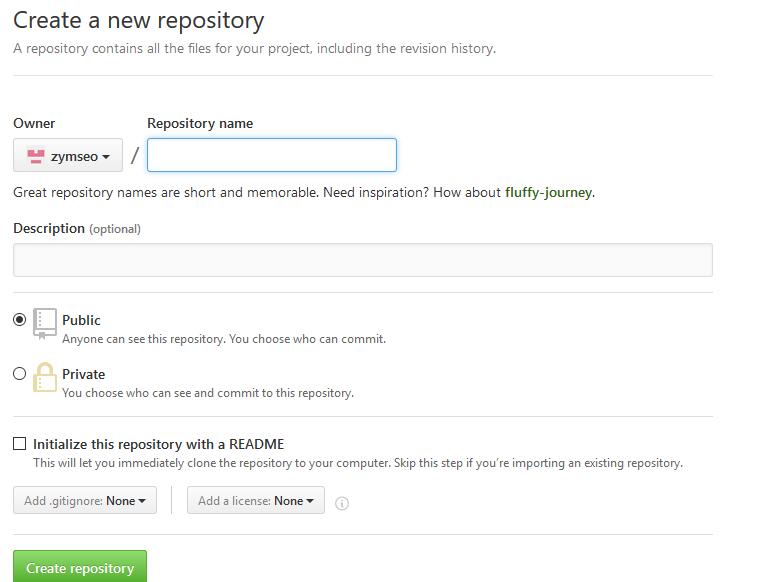 Create a new repository
A repository contains all the files for your project, including the revision history.
Owner
Repository name
zymseo
/
Great repository names are short and memorable. Need inspiration? How about fluffy-journey.
Description (optional)
Public
Anyone can see this repository. You choose who can commit.
Private
You choose who can see and commit to this repository.
Initialize this repository with a README
This will let you immediately clone the repository to your computer. Skip this step if you’re importing an existing repository.
Add .gitignore: None
Add a license: None
Create repository